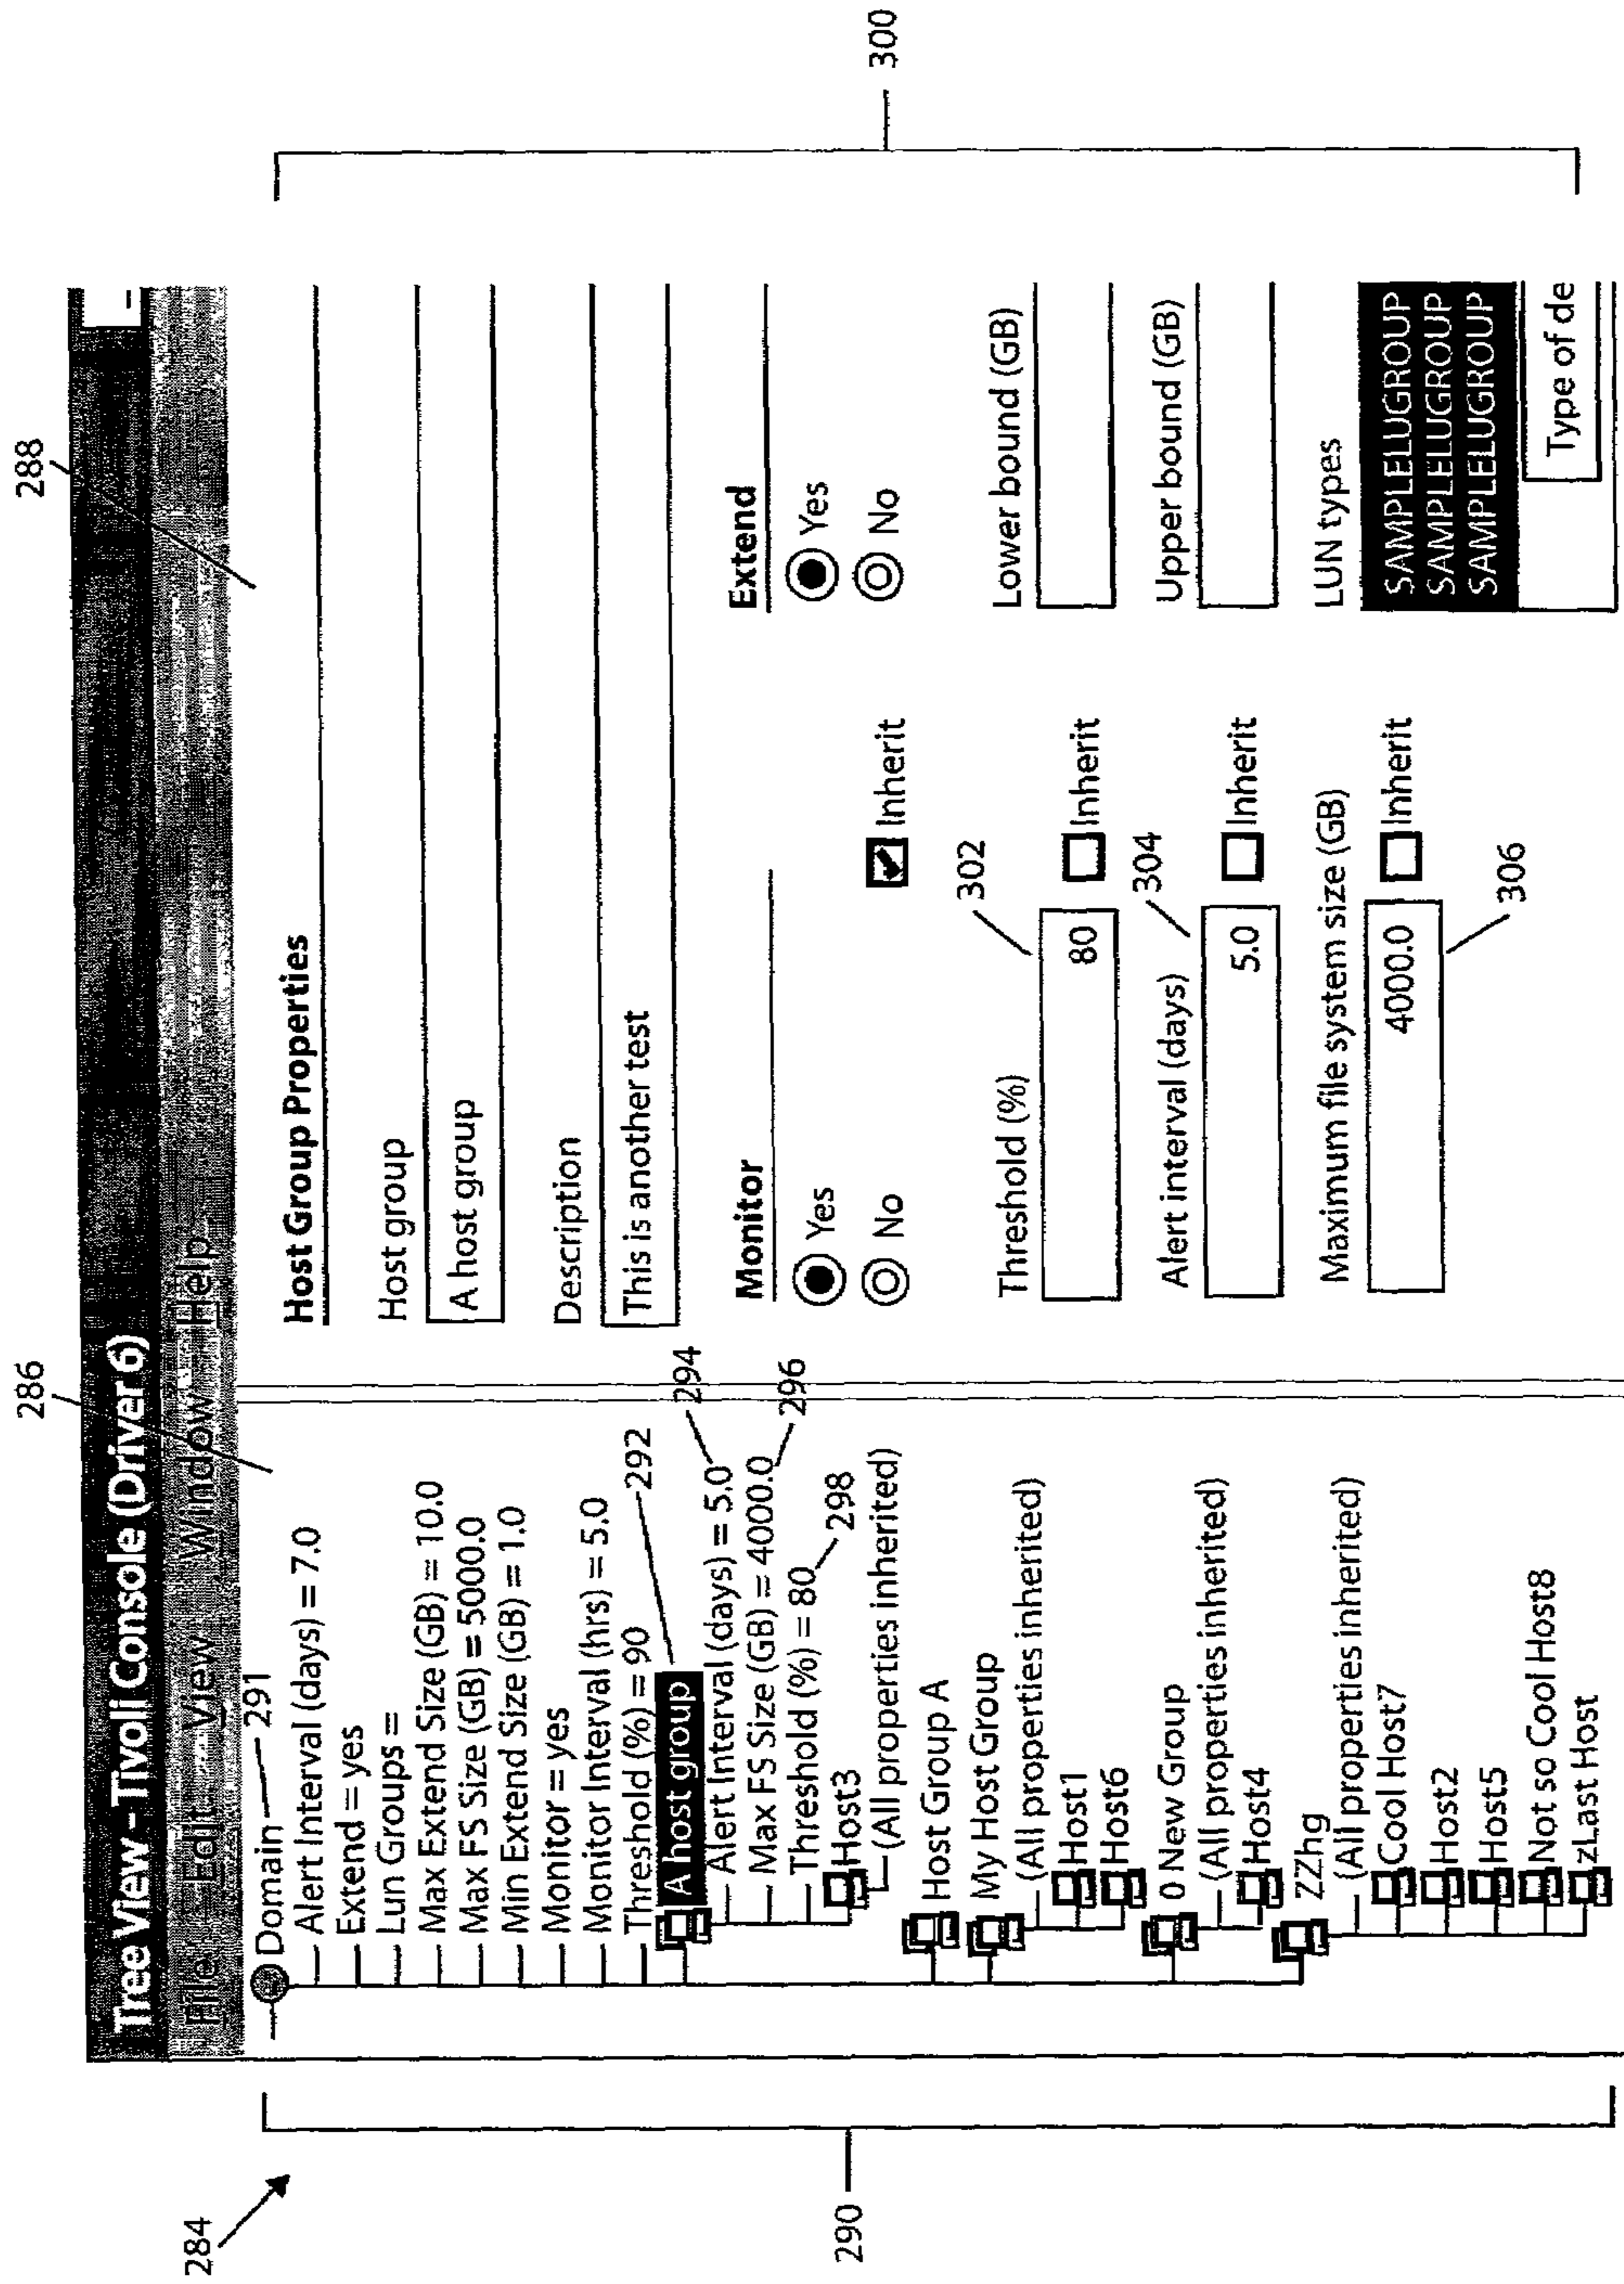 284
286
288
Tree View - Tivoli Console (Driver 6)
File Edit View Window Help
290
Domain
291
Alert Interval (days) = 7.0
Extend = yes
Lun Groups =
Max Extend Size (GB) = 10.0
Max FS Size (GB) = 5000.0
Min Extend Size (GB) = 1.0
Monitor = yes
Monitor Interval (hrs) = 5.0
Threshold (%) = 90
A host group
292
Alert Interval (days) = 5.0
294
Max FS Size (GB) = 4000.0
296
Threshold (%) = 80
298
Host3
(All properties inherited)
Host Group A
My Host Group
(All properties inherited)
Host1
Host6
0 New Group
(All properties inherited)
Host4
ZZhg
(All properties inherited)
Cool Host7
Host2
Host5
Not so Cool Host8
zLast Host
Host Group Properties
Host group
A host group
Description
This is another test
Monitor
Yes
No
Inherit
Threshold (%)
80
302
Inherit
Alert interval (days)
5.0
304
Inherit
Maximum file system size (GB)
4000.0
306
Inherit
Extend
Yes
No
Lower bound (GB)
Upper bound (GB)
LUN types
SAMPLELUGROUP
SAMPLELUGROUP
SAMPLELUGROUP
Type of de
300